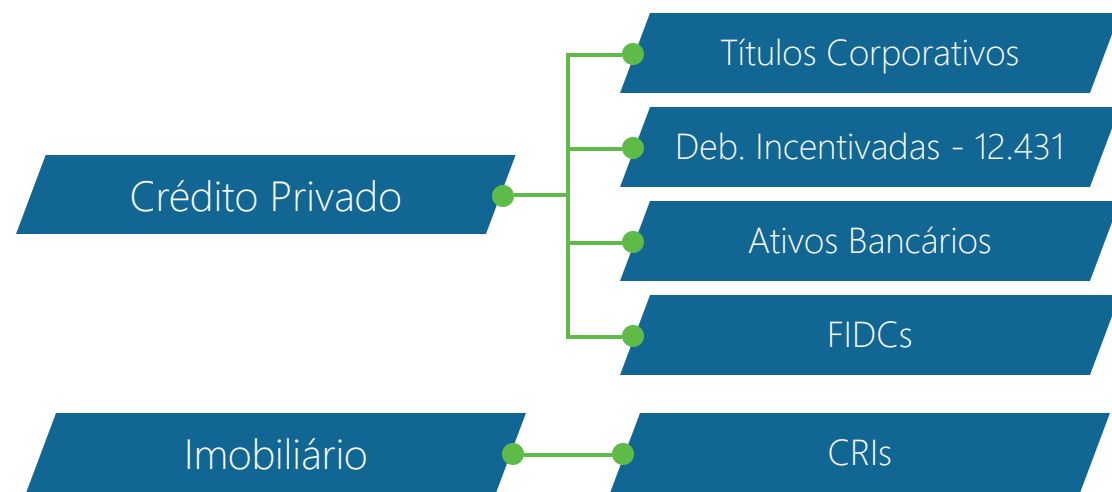 Títulos Corporativos
Deb. Incentivadas - 12.431
Crédito Privado
Ativos Bancários
FIDCs
Imobiliário
CRIs